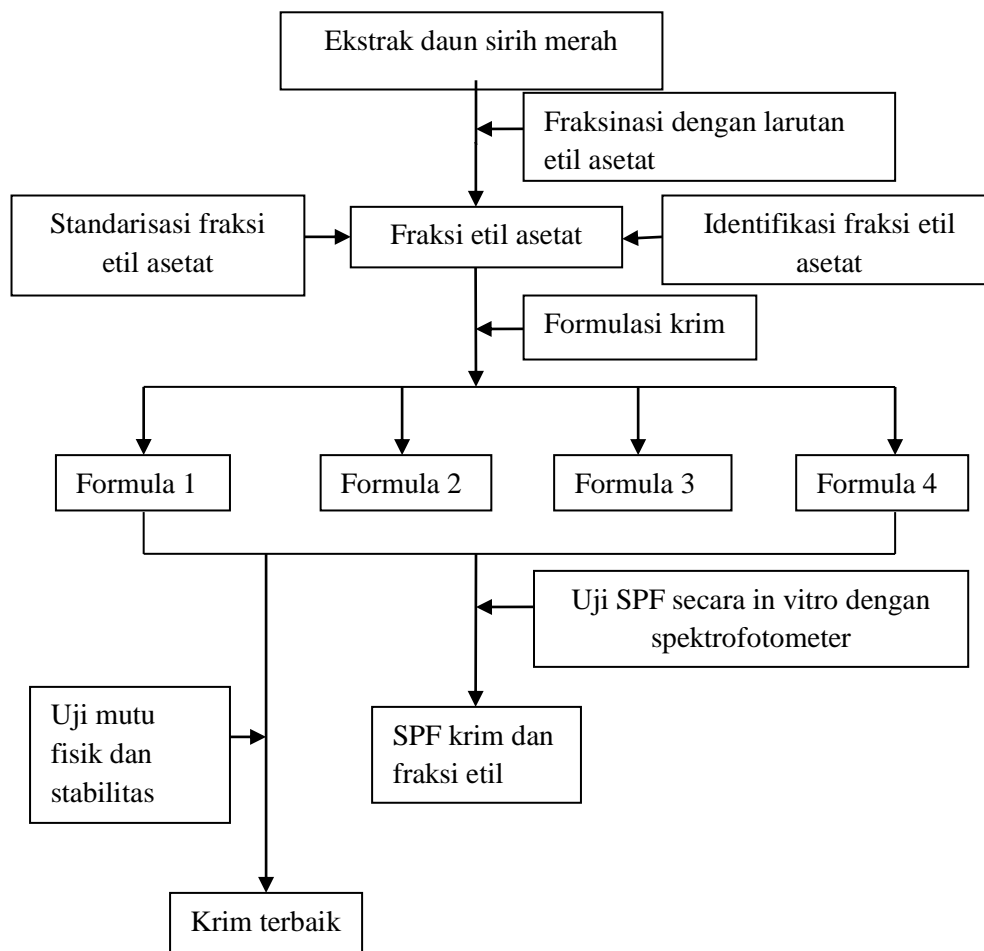 Ekstrak daun sirih merah
Fraksinasi dengan larutan
etil asetat
Standarisasi fraksi
etil asetat
Fraksi etil asetat
Identifikasi fraksi etil
asetat
Formulasi krim
Formula 1
Formula 2
Formula 3
Formula 4
Uji SPF secara in vitro dengan
spektrofotometer
Uji mutu
fisik dan
stabilitas
SPF krim dan
fraksi etil
Krim terbaik